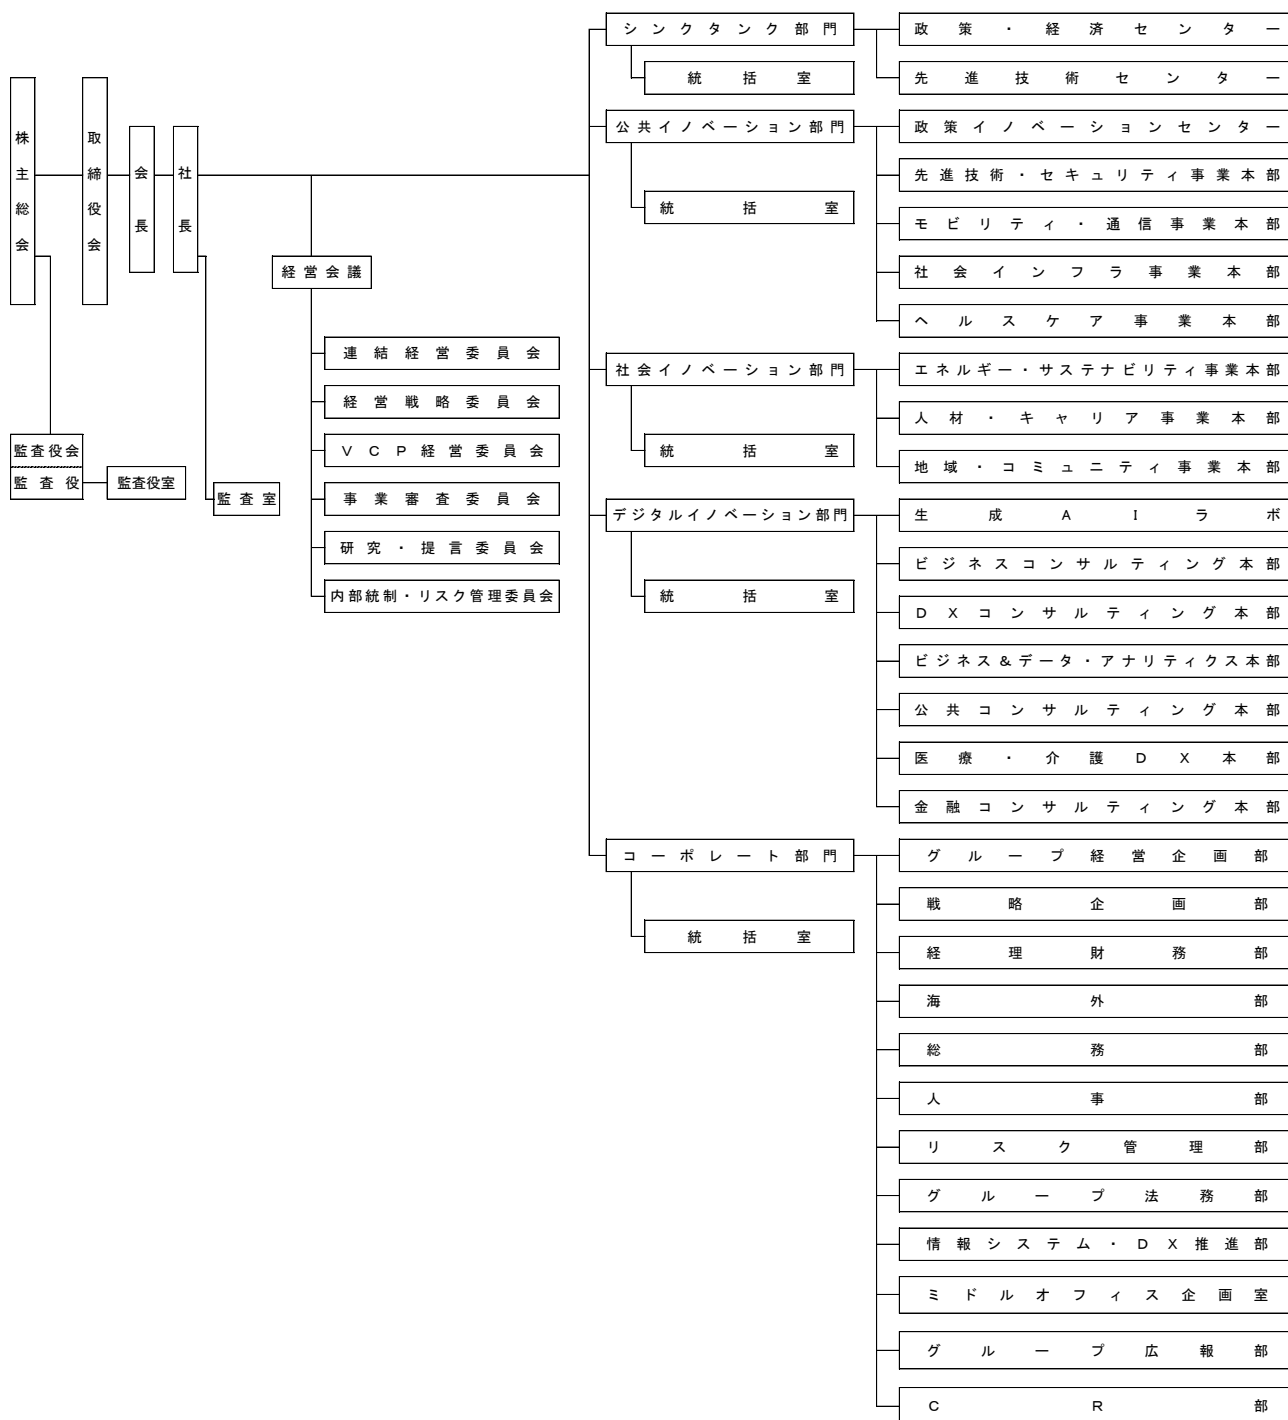 株主総会
取締役会
会長
社長
経営会議
連結経営委員会
経営戦略委員会
VCP経営委員会
事業審査委員会
研究・提言委員会
内部統制・リスク管理委員会
監査役会
監査役
監査役室
監査室
シンクタンク部門
統括室
政策・経済センター
先進技術センター
公共イノベーション部門
統括室
政策イノベーションセンター
先進技術・セキュリティ事業本部
モビリティ・通信事業本部
社会インフラ事業本部
ヘルスケア事業本部
社会イノベーション部門
統括室
エネルギー・サステナビリティ事業本部
人材・キャリア事業本部
地域・コミュニティ事業本部
デジタルイノベーション部門
統括室
生成AIラボ
ビジネスコンサルティング本部
DXコンサルティング本部
ビジネス&データ・アナリティクス本部
公共コンサルティング本部
医療・介護DX本部
金融コンサルティング本部
コーポレート部門
統括室
グループ経営企画部
戦略企画部
経理財務部
海外部
総務部
人事部
リスク管理部
グループ法務部
情報システム・DX推進部
ミドルオフィス企画室
グループ広報部
CR部